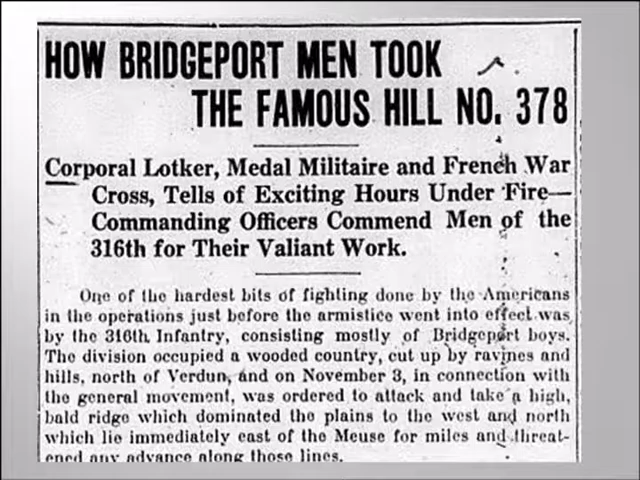 HOW BRIDGEPORT MEN TOOK
THE FAMOUS HILL NO. 378
Corporal Lotker, Medal Militaire and French War
Cross, Tells of Exciting Hours Under Fire—
Commanding Officers Commend Men of the
316th for Their Valiant Work.
One of the hardest bits of fighting done by the Americans
in the operations just before the armistice went into effect was
by the 316th Infantry, consisting mostly of Bridgeport boys.
The division occupied a wooded country, cut up by ravines and
hills, north of Verdun, and on November 3, in connection with
the general movement, was ordered to attack and take a high,
bald ridge which dominated the plains to the west and north
which lie immediately east of the Meuse for miles and threat-
ened any advance along those lines.